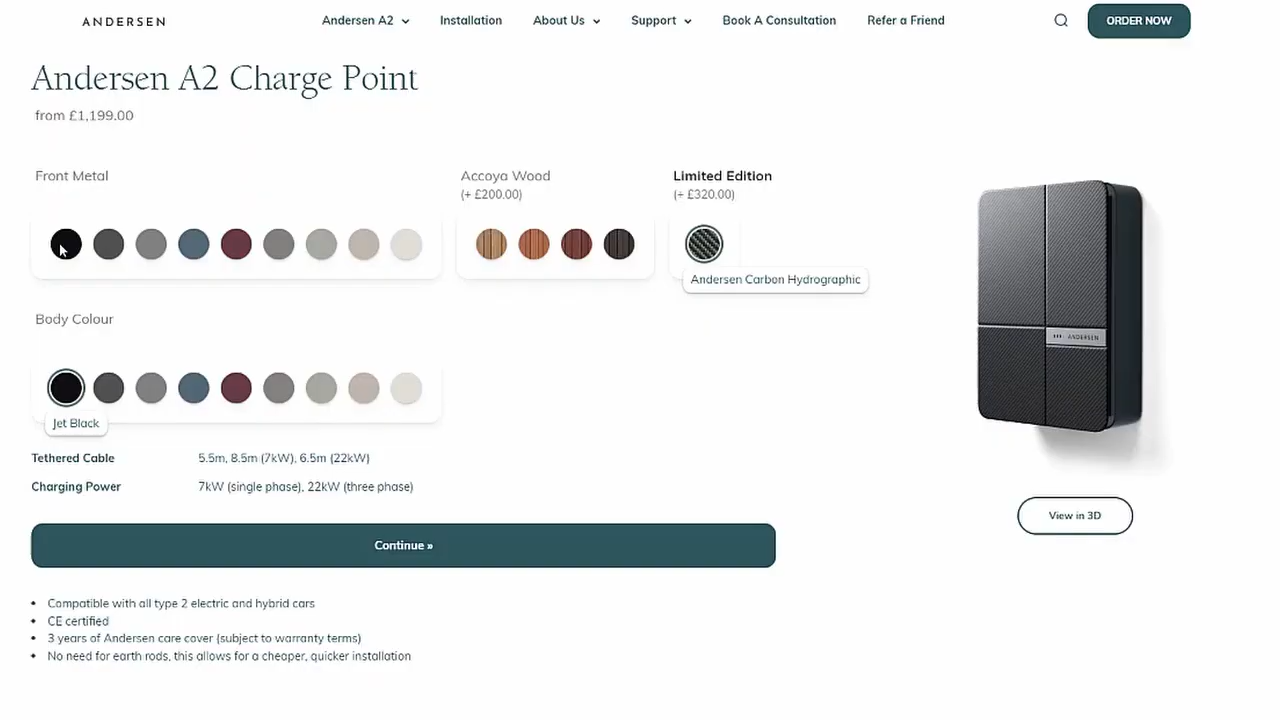 ANDERSEN
Andersen A2
Installation
About Us
Support
Book A Consultation
Refer a Friend
ORDER NOW
Andersen A2 Charge Point
from £1,199.00
Front Metal
Accoya Wood
(+ £200.00)
Limited Edition
(+ £320.00)
Andersen Carbon Hydrographic
ANDERSEN
Body Colour
Jet Black
Tethered Cable 5.5m, 8.5m (7kW), 6.5m (22kW)
Charging Power 7kW (single phase), 22kW (three phase)
View in 3D
Continue »
Compatible with all type 2 electric and hybrid cars
CE certified
3 years of Andersen care cover (subject to warranty terms)
No need for earth rods, this allows for a cheaper, quicker installation